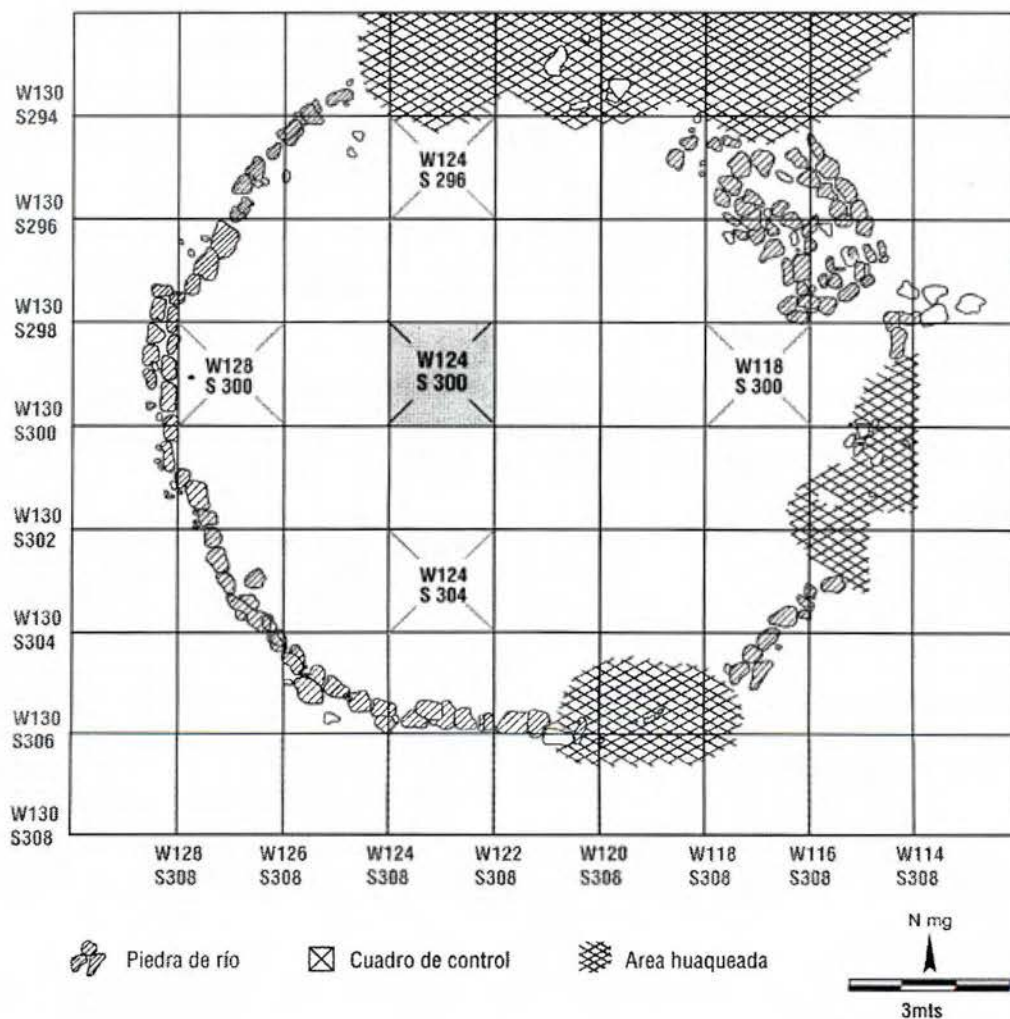 W130
S294
W124
S 296
W130
S296
W130
S298
W128
S 300
W124
S 300
W118
S 300
W130
S300
W130
S302
W124
S 304
W130
S304
W130
S306
W130
S308
W128 W126 W124 W122 W120 W118 W116 W114
S308 S308 S308 S308 S308 S308 S308 S308
N mg
Piedra de río Cuadro de control Area huaqueada
3mts